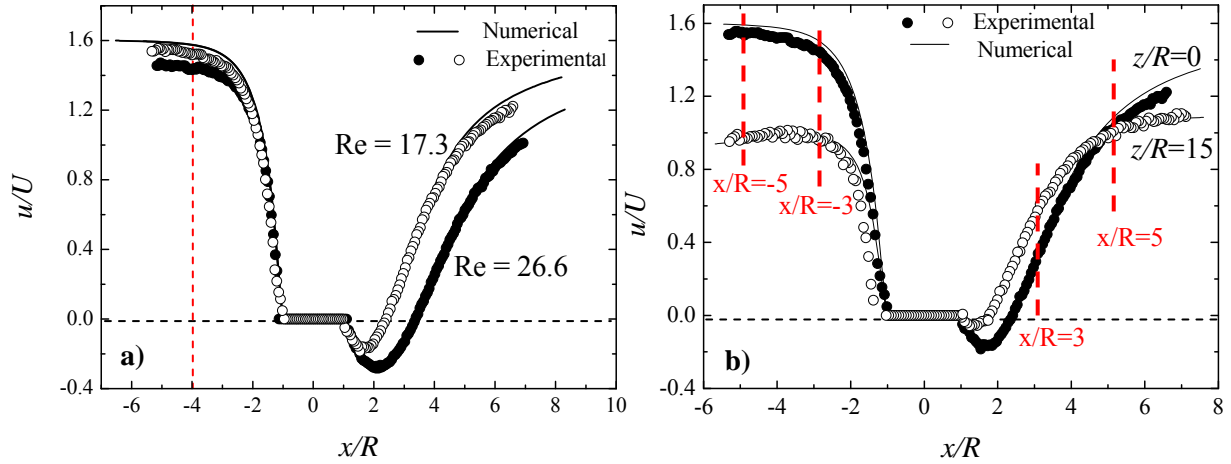 1.6
1.2
0.8
0.4
0.0
-0.4
u/U
Numerical
Experimental
Re = 17.3
Re = 26.6
a)
-6 -4 -2 0 2 4 6 8 10
x/R
1.6
1.2
0.8
0.4
0.0
-0.4
u/U
Experimental
Numerical
z/R=0
z/R=15
x/R=-5
x/R=-3
x/R=5
x/R=3
b)
-6 -4 -2 0 2 4 6 8
x/R